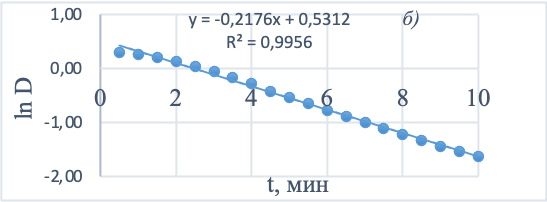 1,00
y = -0,2176x + 0,5312
б)
R² = 0,9956
0,00
0 2 4 6 8 10
ln D
-1,00
-2,00
t, мин